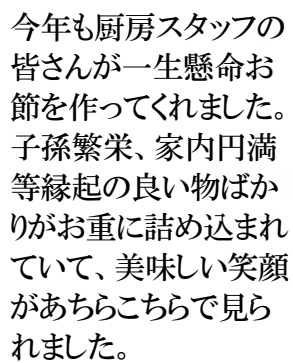 今年も厨房スタッフの
皆さんが一生懸命お
節を作ってくれました。
子孫繁栄、家内円満
等縁起の良い物ばか
りがお重に詰め込まれ
ていて、美味しい笑顔
があちらこちらで見ら
れました。